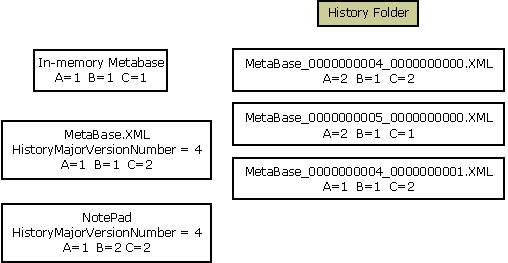 History Folder
In-memory Metabase
A=1 B=1 C=1
MetaBase.XML
HistoryMajorVersionNumber = 4
A=1 B=1 C=2
NotePad
HistoryMajorVersionNumber = 4
A=1 B=2 C=2
MetaBase_0000000004_0000000000.XML
A=2 B=1 C=2
MetaBase_0000000005_0000000000.XML
A=2 B=1 C=1
MetaBase_0000000004_0000000001.XML
A=1 B=1 C=2